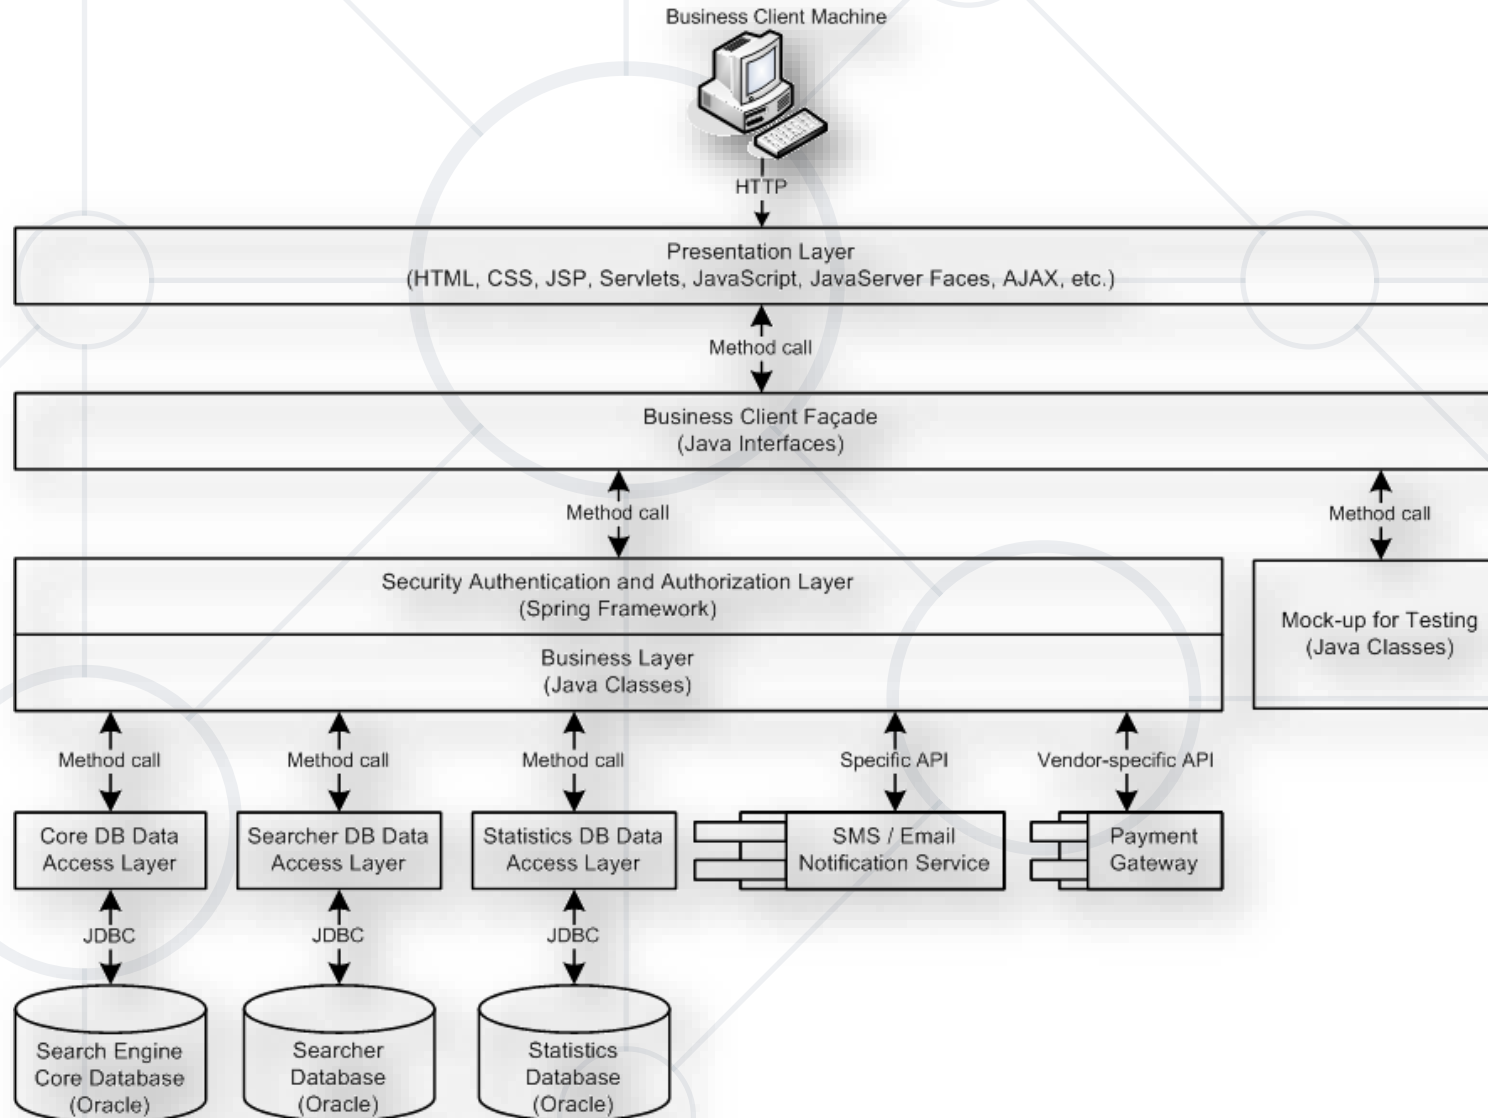 Business Client Machine
HTTP
Presentation Layer
(HTML, CSS, JSP, Servlets, JavaScript, JavaServer Faces, AJAX, etc.)
Method call
Business Client Façade
(Java Interfaces)
Method call
Method call
Security Authentication and Authorization Layer
(Spring Framework)
Mock-up for Testing
(Java Classes)
Business Layer
(Java Classes)
Method call
Method call
Method call
Specific API
Vendor-specific API
Core DB Data
Access Layer
Searcher DB Data
Access Layer
Statistics DB Data
Access Layer
SMS / Email
Notification Service
Payment
Gateway
JDBC
JDBC
JDBC
Search Engine
Core Database
(Oracle)
Searcher
Database
(Oracle)
Statistics
Database
(Oracle)